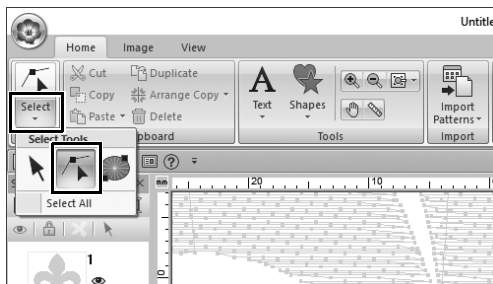 Untitle
Home Image View
Select
Cut
Copy
Paste
Duplicate
Arrange Copy
Delete
Text
Shapes
Import
Patterns
Select Tools
pboard
Tools
Import
Select All
20
10
1